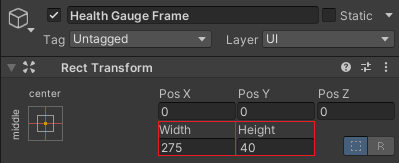 Health Gauge Frame Static
Tag Untagged Layer UI
Rect Transform
center Pos X Pos Y Pos Z
middle 0 0 0
Width Height
275 40 R